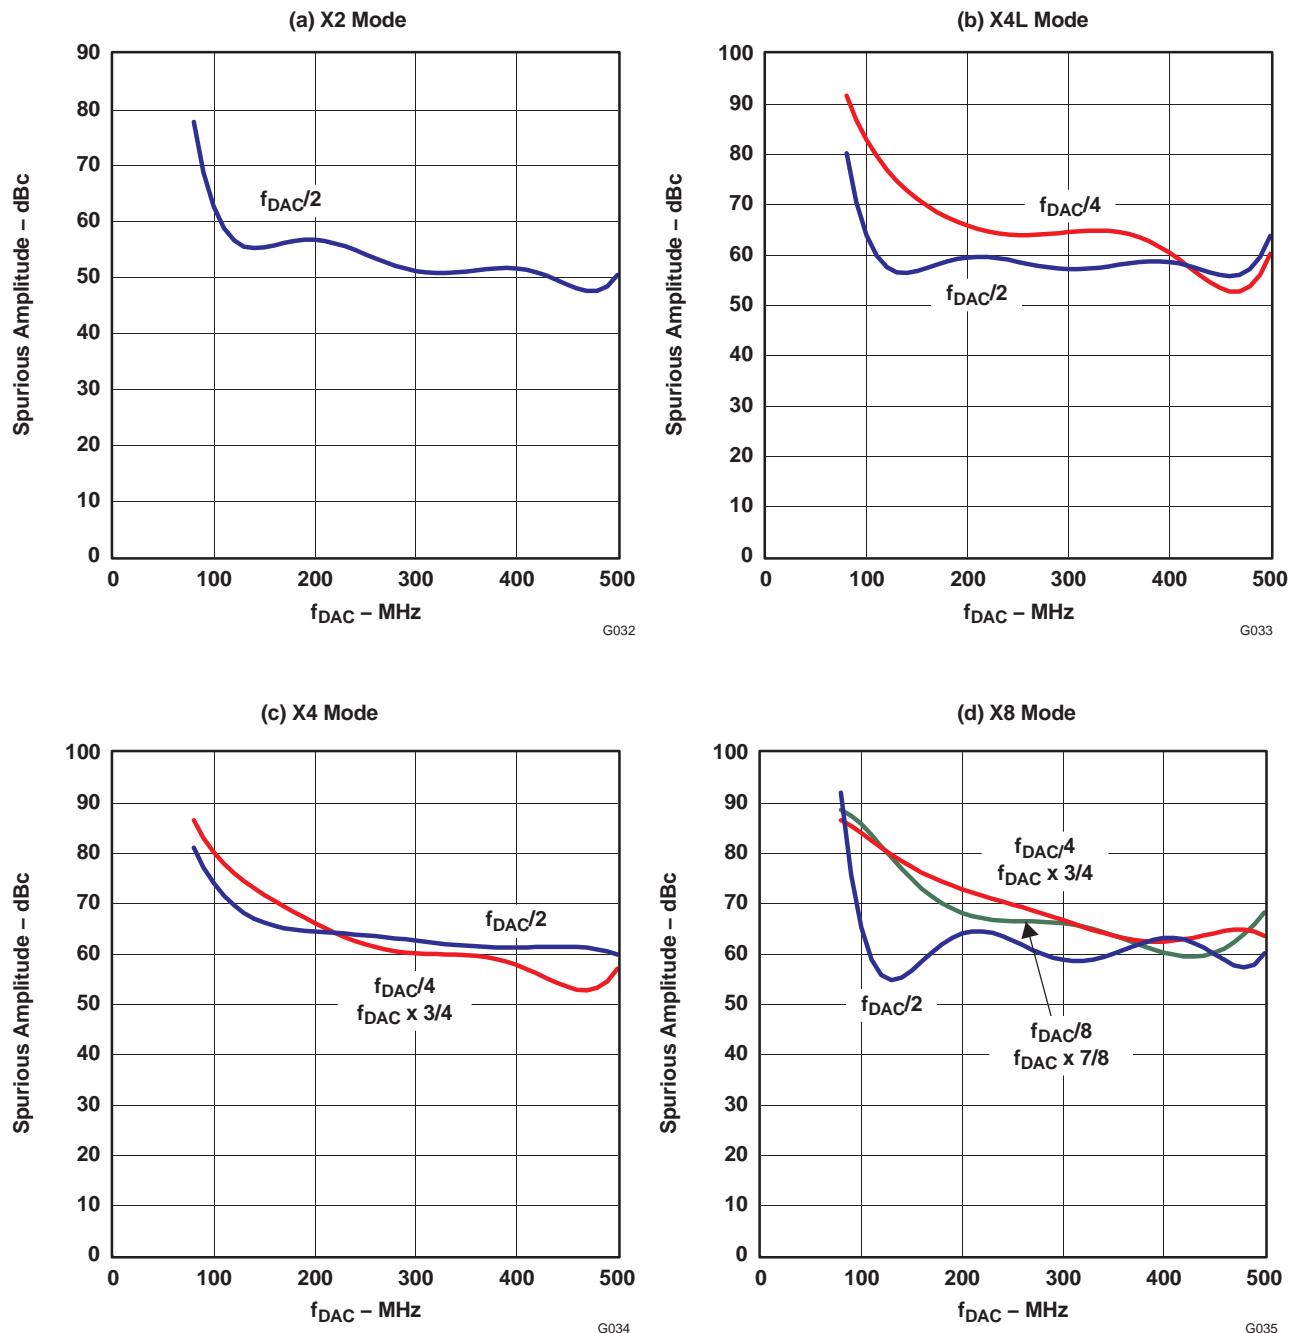 (a) X2 Mode
90
80
70
60
50
40
30
20
10
0
0 100 200 300 400 500
Spurious Amplitude – dBc
fDAC – MHz
fDAC/2
G032
(b) X4L Mode
100
90
80
70
60
50
40
30
20
10
0
0 100 200 300 400 500
Spurious Amplitude – dBc
fDAC – MHz
fDAC/4
fDAC/2
G033
(c) X4 Mode
100
90
80
70
60
50
40
30
20
10
0
0 100 200 300 400 500
Spurious Amplitude – dBc
fDAC – MHz
fDAC/2
fDAC/4
fDAC x 3/4
G034
(d) X8 Mode
100
90
80
70
60
50
40
30
20
10
0
0 100 200 300 400 500
Spurious Amplitude – dBc
fDAC – MHz
fDAC/4
fDAC x 3/4
fDAC/2
fDAC/8
fDAC x 7/8
G035